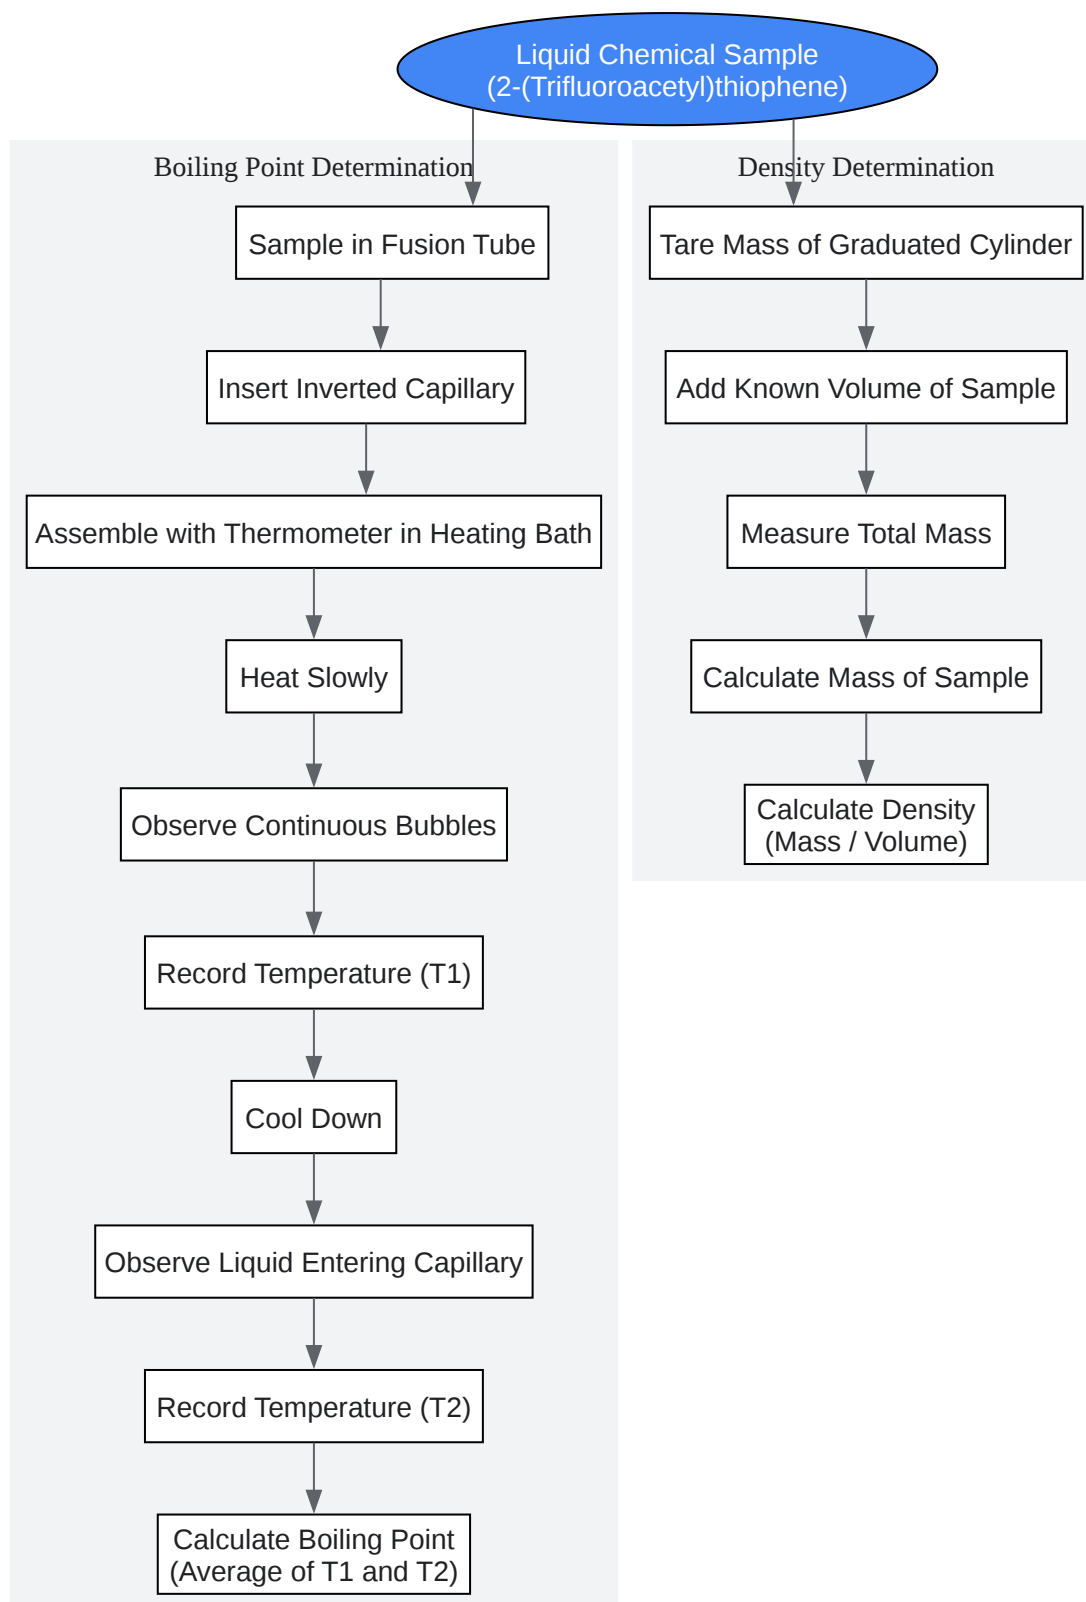 Liquid Chemical Sample
(2-(Trifluoroacetyl)thiophene)
Boiling Point Determination
Sample in Fusion Tube
Insert Inverted Capillary
Assemble with Thermometer in Heating Bath
Heat Slowly
Observe Continuous Bubbles
Record Temperature (T1)
Cool Down
Observe Liquid Entering Capillary
Record Temperature (T2)
Calculate Boiling Point
(Average of T1 and T2)
Density Determination
Tare Mass of Graduated Cylinder
Add Known Volume of Sample
Measure Total Mass
Calculate Mass of Sample
Calculate Density
(Mass / Volume)